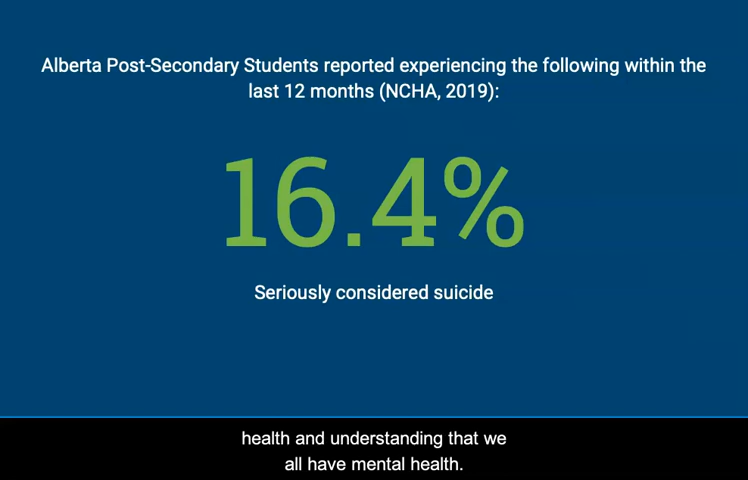 Alberta Post-Secondary Students reported experiencing the following within the
last 12 months (NCHA, 2019):
16.4%
Seriously considered suicide
health and understanding that we
all have mental health.